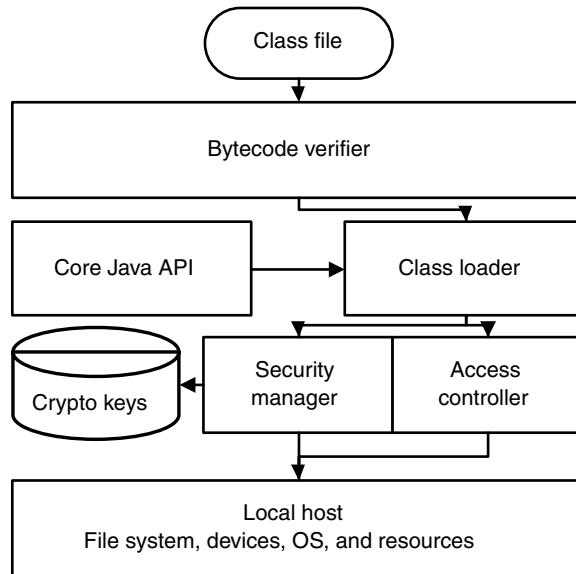 Class file
Bytecode verifier
Core Java API
Class loader
Crypto keys
Security
manager
Access
controller
Local host
File system, devices, OS, and resources